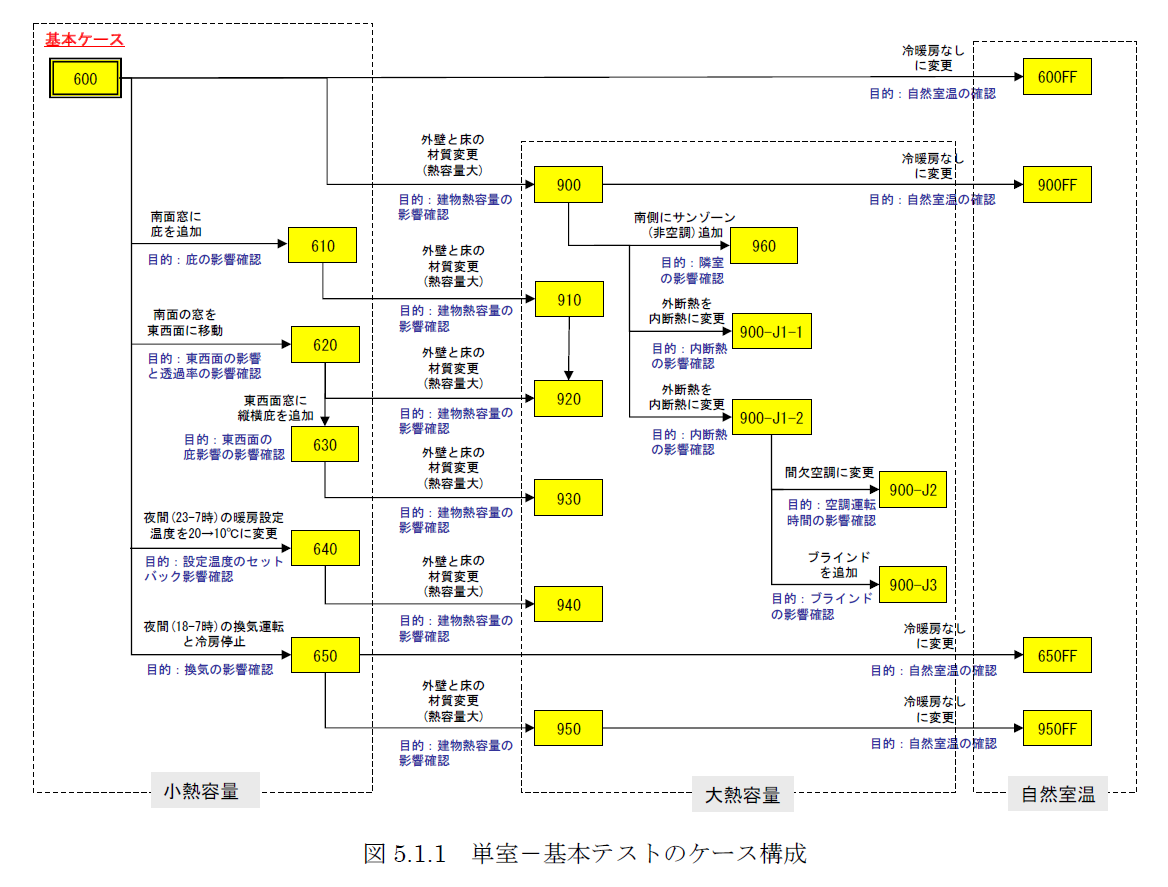 基本ケース
600
冷暖房なし
に変更
目的：自然室温の確認
600FF
外壁と床の
材質変更
(熱容量大)
目的：建物熱容量の
影響確認
900
冷暖房なし
に変更
目的：自然室温の確認
900FF
南面窓に
庇を追加
目的：庇の影響確認
610
南側にサンゾーン
(非空調)追加
目的：隣室
の影響確認
960
外壁と床の
材質変更
(熱容量大)
目的：建物熱容量の
影響確認
910
南面の窓を
東西面に移動
目的：東西面の影響
と透過率の影響確認
620
外断熱を
内断熱に変更
目的：内断熱
の影響確認
900-J1-1
外壁と床の
材質変更
(熱容量大)
目的：建物熱容量の
影響確認
920
東西面窓に
縦横庇を追加
目的：東西面の
庇影響の影響確認
630
外断熱を
内断熱に変更
目的：内断熱
の影響確認
900-J1-2
外壁と床の
材質変更
(熱容量大)
目的：建物熱容量の
影響確認
930
間欠空調に変更
目的：空調運転
時間の影響確認
900-J2
夜間(23-7時)の暖房設定
温度を20→10℃に変更
目的：設定温度のセット
バック影響確認
640
外壁と床の
材質変更
(熱容量大)
目的：建物熱容量の
影響確認
940
ブラインド
を追加
目的：ブラインド
の影響確認
900-J3
夜間(18-7時)の換気運転
と冷房停止
目的：換気の影響確認
650
冷暖房なし
に変更
目的：自然室温の確認
650FF
外壁と床の
材質変更
(熱容量大)
目的：建物熱容量の
影響確認
950
冷暖房なし
に変更
目的：自然室温の確認
950FF
小熱容量
大熱容量
自然室温
図 5.1.1 単室－基本テストのケース構成